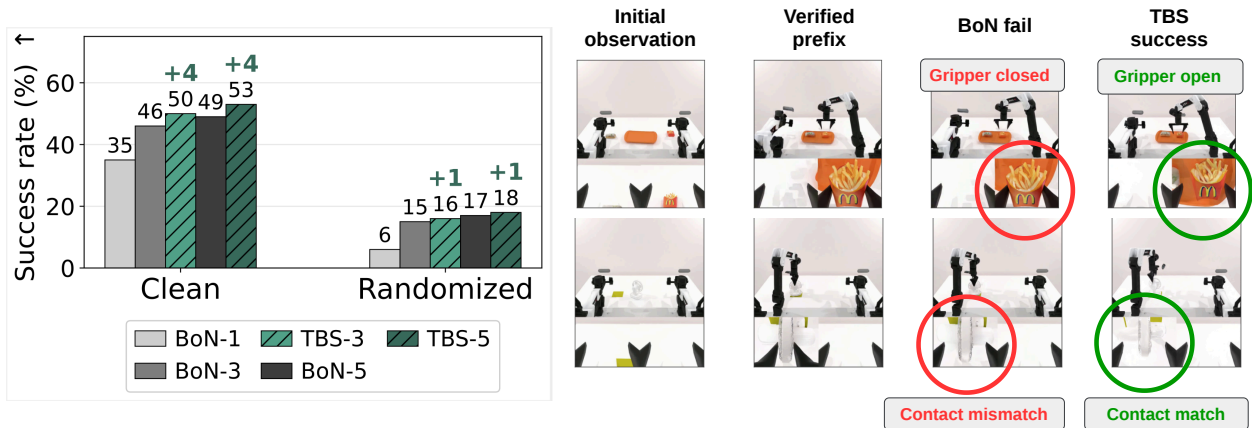 Success rate (%) →
60
40
20
0
35
46
+4
50
49
+4
53
6
15
+1
16
17
+1
18
Clean
Randomized
BoN-1
TBS-3
TBS-5
BoN-3
BoN-5
Initial
observation
Verified
prefix
BoN fail
TBS
success
Gripper closed
Gripper open
Contact mismatch
Contact match